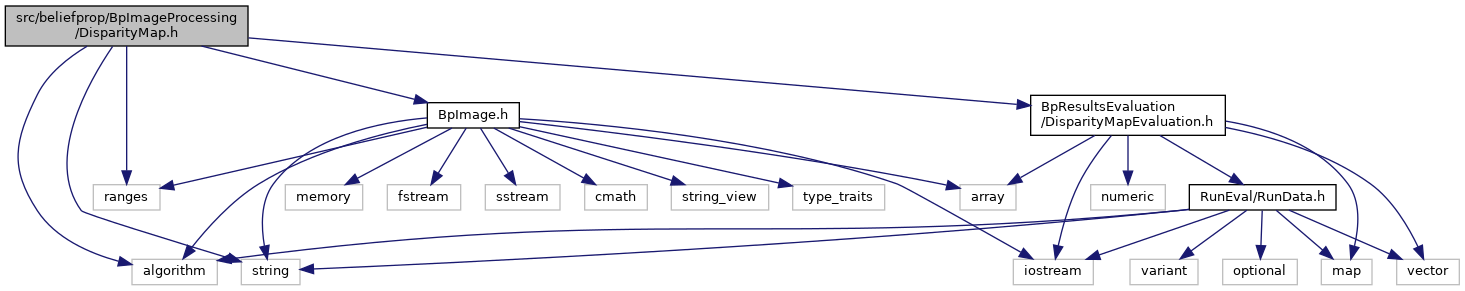 src/beliefprop/BpImageProcessing
/DisparityMap.h
BpImage.h
BpResultsEvaluation
/DisparityMapEvaluation.h
ranges
memory
fstream
sstream
cmath
string_view
type_traits
array
numeric
RunEval/RunData.h
algorithm
string
iostream
variant
optional
map
vector